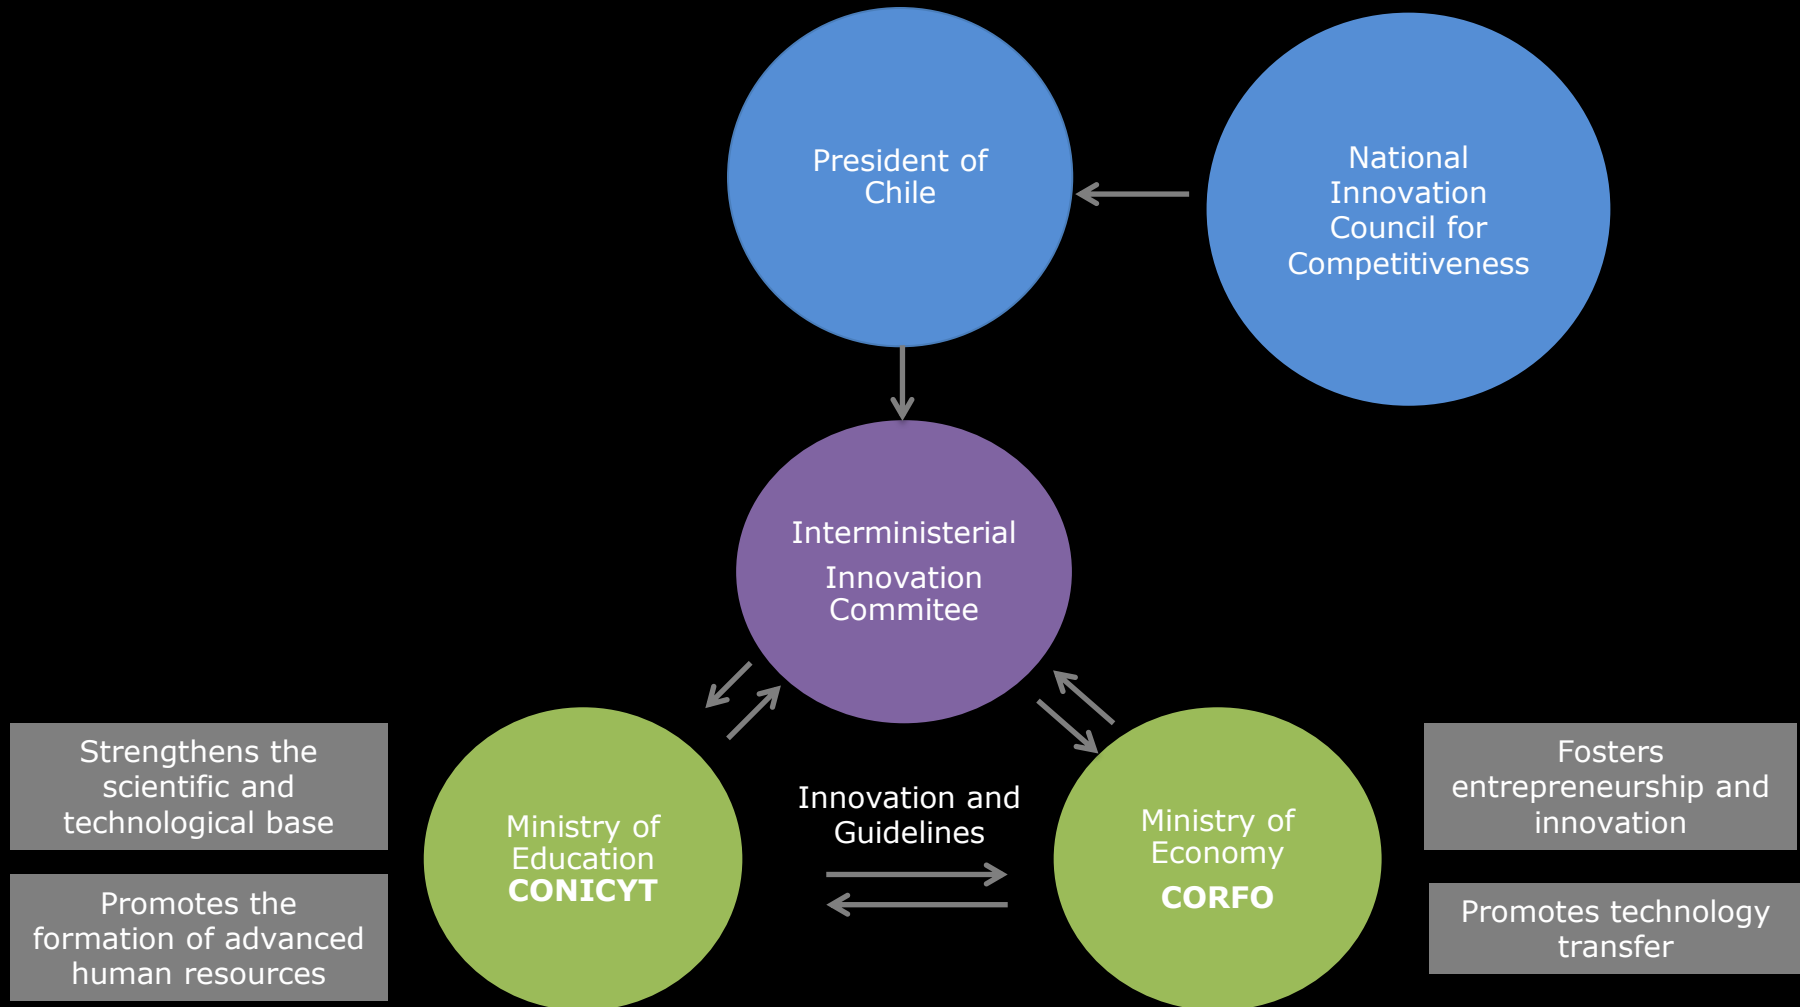 President of
Chile
National
Innovation
Council for
Competitiveness
Interministerial
Innovation
Commitee
Strengthens the
scientific and
technological base
Promotes the
formation of advanced
human resources
Ministry of
Education
CONICYT
Innovation and
Guidelines
Ministry of
Economy
CORFO
Fosters
entrepreneurship and
innovation
Promotes technology
transfer